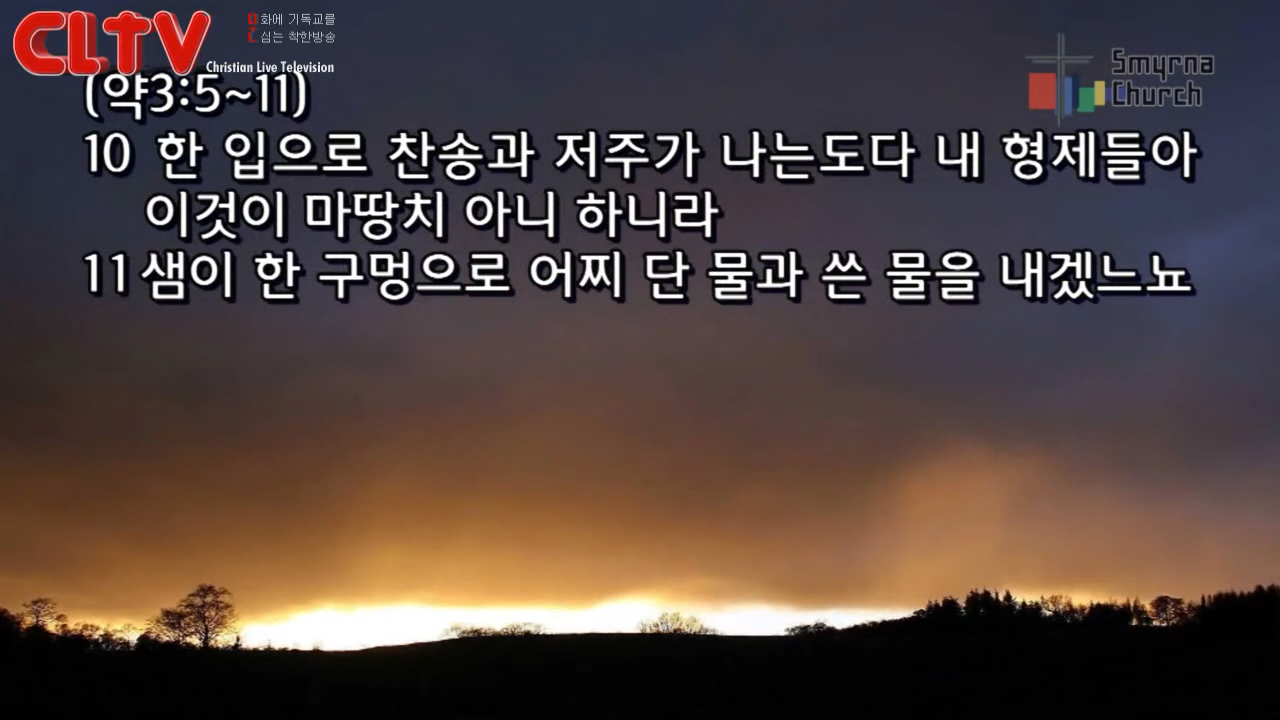 CLTV
문화에 기독교를
심는 착한방송
Christian Live Television
Smyrna
Church
(약3:5~11)
10 한 입으로 찬송과 저주가 나는도다 내 형제들아
이것이 마땅치 아니 하니라
11 샘이 한 구멍으로 어찌 단 물과 쓴 물을 내겠느뇨